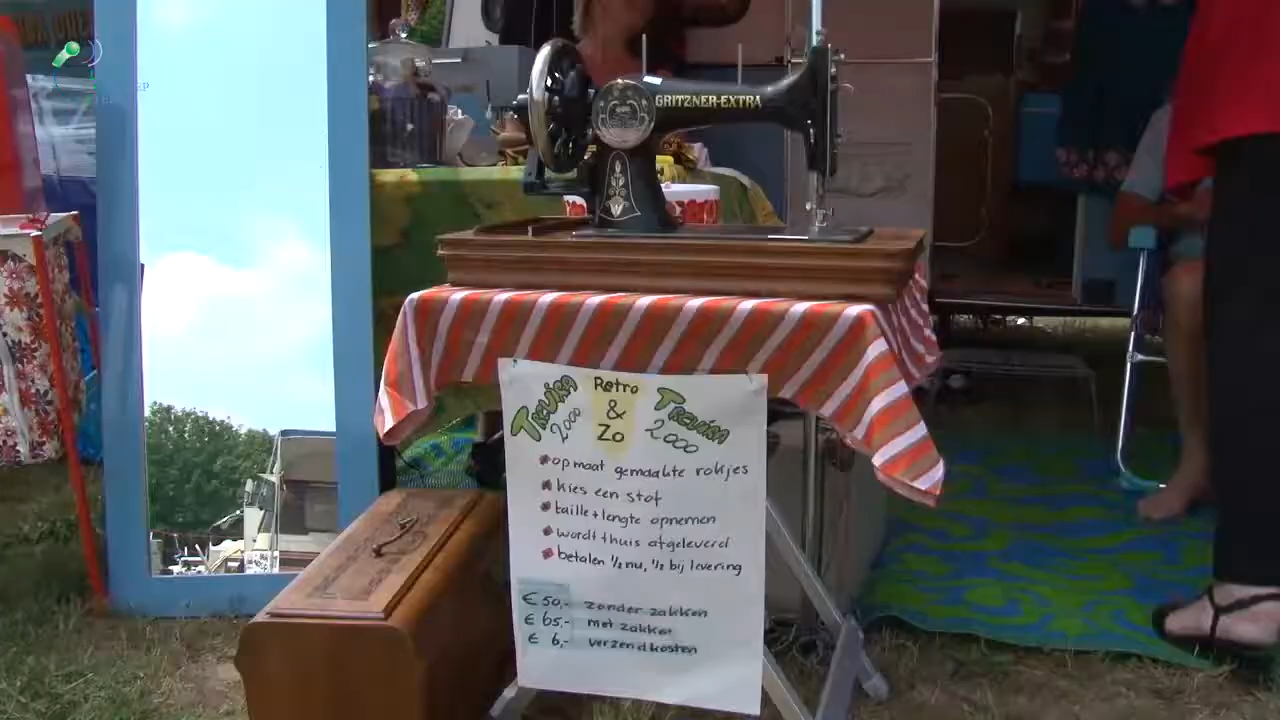 GRITZNER-EXTRA
TREVIRA 2000
Retro & Zo
TREVIRA 2000
op maat gemaakte rokjes
kies een stof
taille + lengte opnemen
wordt thuis afgeleverd
betalen 1/2 nu, 1/2 bij levering
€ 50,- zonder zakken
€ 65,- met zakken
€ 6,- verzendkosten